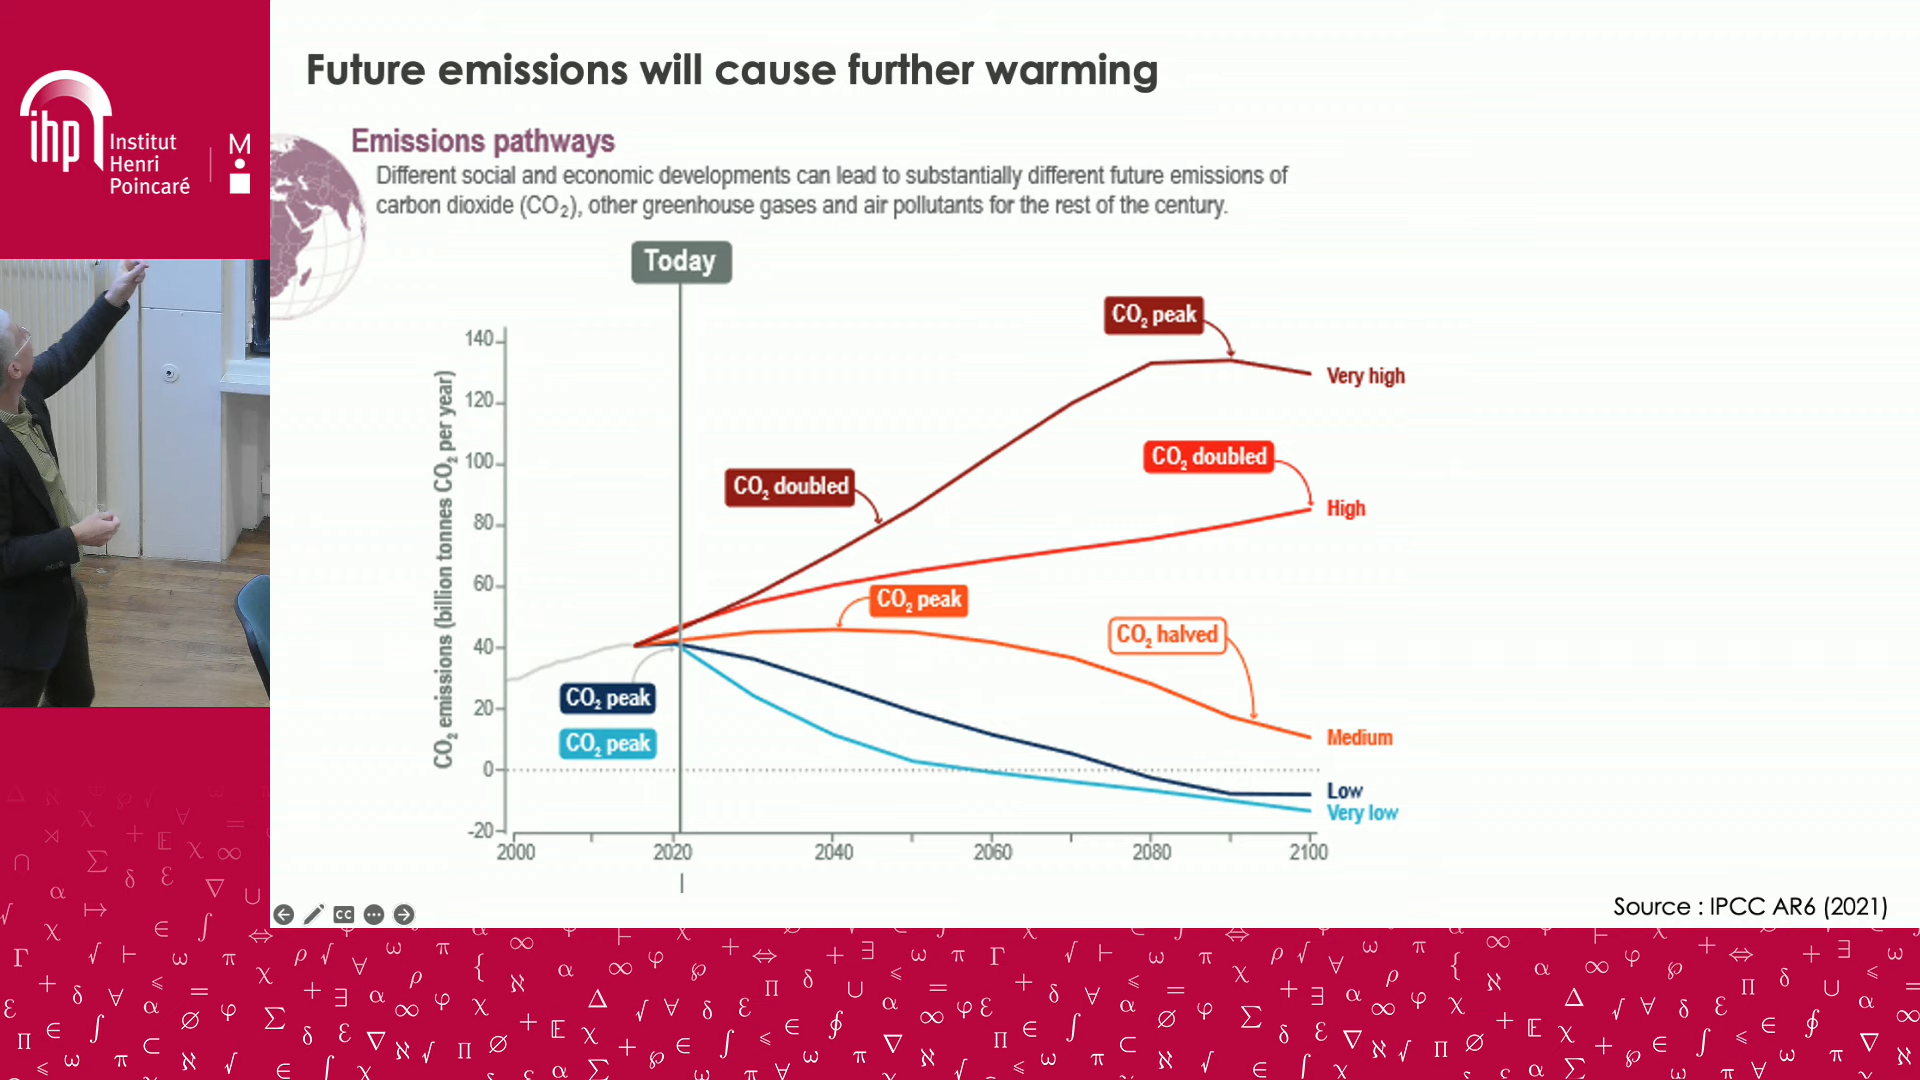 Future emissions will cause further warming
ihp
Institut
Henri
Poincaré
M
Emissions pathways
Different social and economic developments can lead to substantially different future emissions of
carbon dioxide (CO₂), other greenhouse gases and air pollutants for the rest of the century.
Today
CO₂ peak
140
Very high
CO₂ emissions (billion tonnes CO₂ per year)
120
CO₂ doubled
100
CO₂ doubled
High
80
60
CO₂ peak
CO₂ halved
40
CO₂ peak
20
Medium
CO₂ peak
0
Low
Very low
-20
2000
2020
2040
2060
2080
2100
CC
Source : IPCC AR6 (2021)